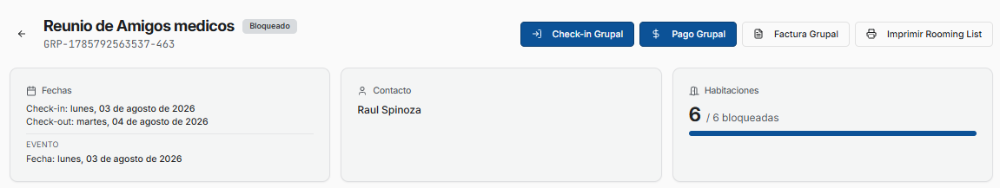 Reunio de Amigos medicos Bloqueado
GRP-1785792563537-463
Check-in Grupal Pago Grupal Factura Grupal Imprimir Rooming List
Fechas
Check-in: lunes, 03 de agosto de 2026
Check-out: martes, 04 de agosto de 2026
EVENTO
Fecha: lunes, 03 de agosto de 2026
Contacto
Raul Spinoza
Habitaciones
6 / 6 bloqueadas